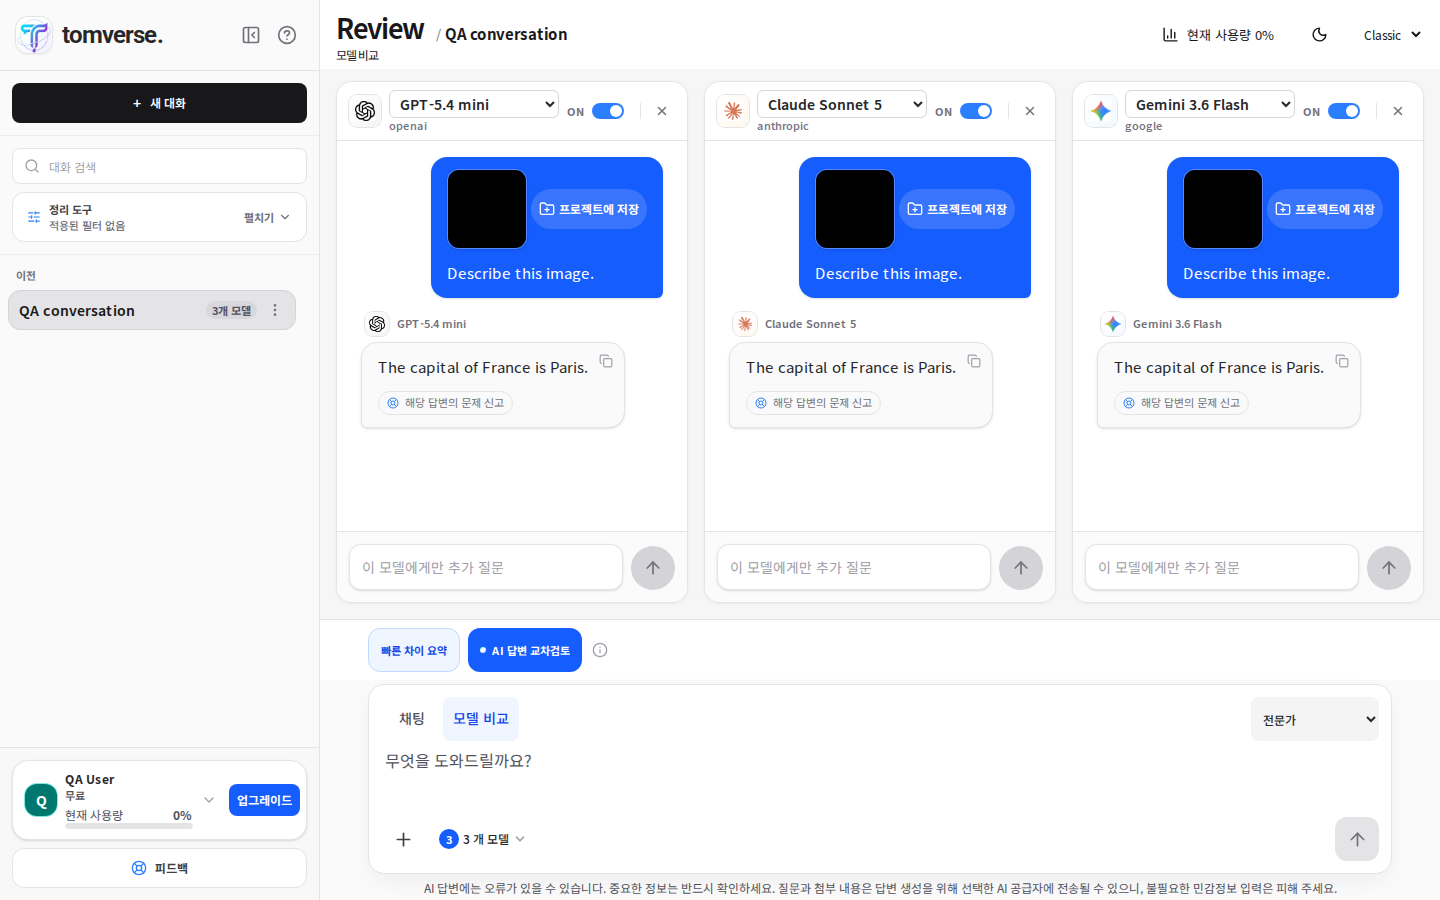 tomverse.
+ 새 대화
대화 검색
정리 도구
적용된 필터 없음
펼치기
이전
QA conversation
3개 모델
Q
QA User
무료
현재 사용량 0%
업그레이드
피드백
Review / QA conversation
모델비교
현재 사용량 0%
Classic
GPT-5.4 mini
openai
ON
프로젝트에 저장
Describe this image.
GPT-5.4 mini
The capital of France is Paris.
해당 답변의 문제 신고
이 모델에게만 추가 질문
Claude Sonnet 5
anthropic
ON
프로젝트에 저장
Describe this image.
Claude Sonnet 5
The capital of France is Paris.
해당 답변의 문제 신고
이 모델에게만 추가 질문
Gemini 3.6 Flash
google
ON
프로젝트에 저장
Describe this image.
Gemini 3.6 Flash
The capital of France is Paris.
해당 답변의 문제 신고
이 모델에게만 추가 질문
빠른 차이 요약
AI 답변 교차검토
채팅
모델 비교
전문가
무엇을 도와드릴까요?
3
3 개 모델
AI 답변에는 오류가 있을 수 있습니다. 중요한 정보는 반드시 확인하세요. 질문과 첨부 내용은 답변 생성을 위해 선택한 AI 공급자에 전송될 수 있으니, 불필요한 민감정보 입력은 피해 주세요.